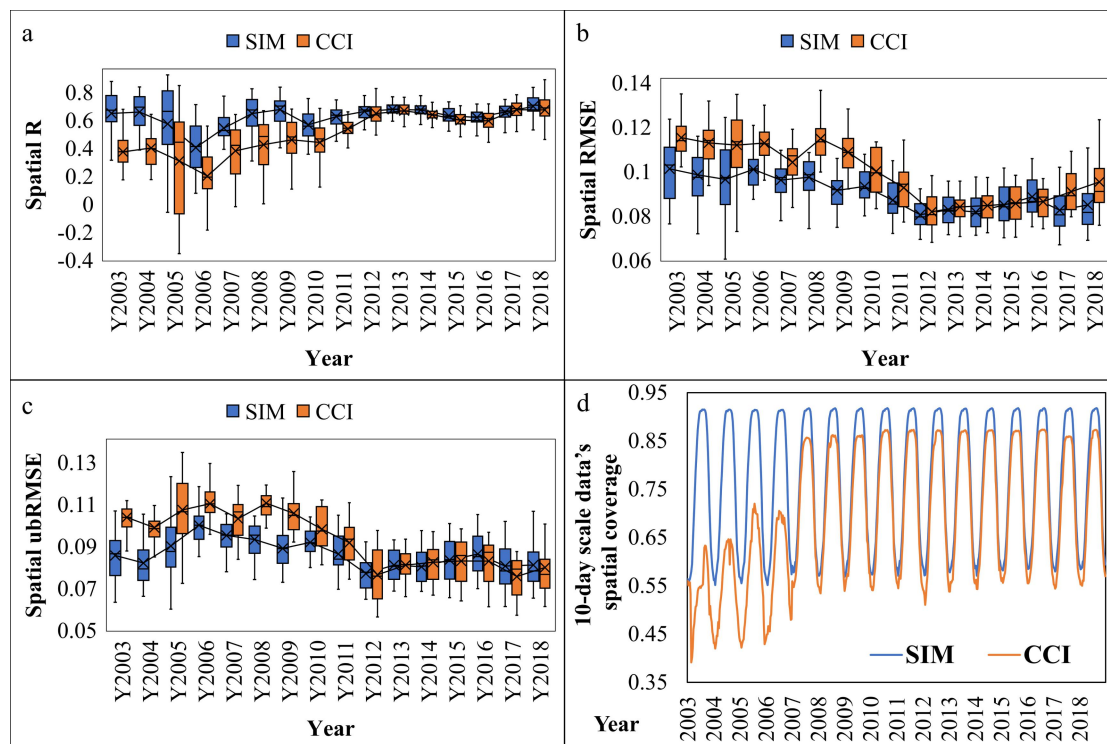 a
SIM CCI
Spatial R
0.8
0.6
0.4
0.2
0
-0.2
-0.4
Y2003 Y2004 Y2005 Y2006 Y2007 Y2008 Y2009 Y2010 Y2011 Y2012 Y2013 Y2014 Y2015 Y2016 Y2017 Y2018
Year
b
SIM CCI
Spatial RMSE
0.14
0.12
0.1
0.08
0.06
Y2003 Y2004 Y2005 Y2006 Y2007 Y2008 Y2009 Y2010 Y2011 Y2012 Y2013 Y2014 Y2015 Y2016 Y2017 Y2018
Year
c
SIM CCI
Spatial ubRMSE
0.13
0.11
0.09
0.07
0.05
Y2003 Y2004 Y2005 Y2006 Y2007 Y2008 Y2009 Y2010 Y2011 Y2012 Y2013 Y2014 Y2015 Y2016 Y2017 Y2018
Year
d
10-day scale data's
spatial coverage
0.95
0.85
0.75
0.65
0.55
0.45
0.35
SIM CCI
2003 2004 2005 2006 2007 2008 2009 2010 2011 2012 2013 2014 2015 2016 2017 2018
Year